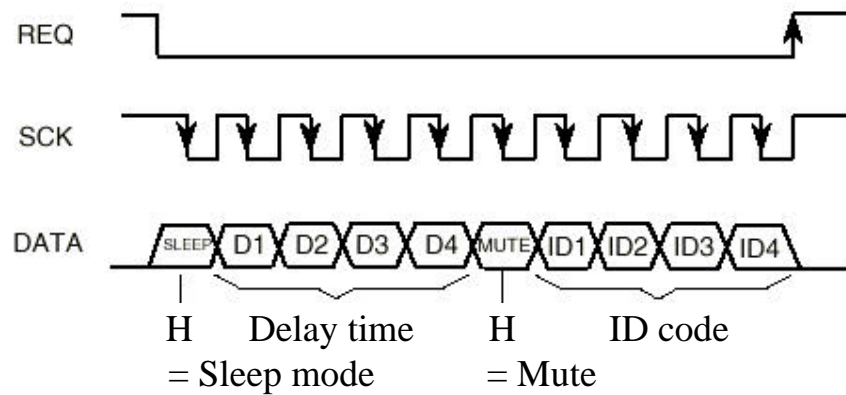 REQ
SCK
DATA SLEEP D1 D2 D3 D4 MUTE ID1 ID2 ID3 ID4
H Delay time H ID code
= Sleep mode = Mute